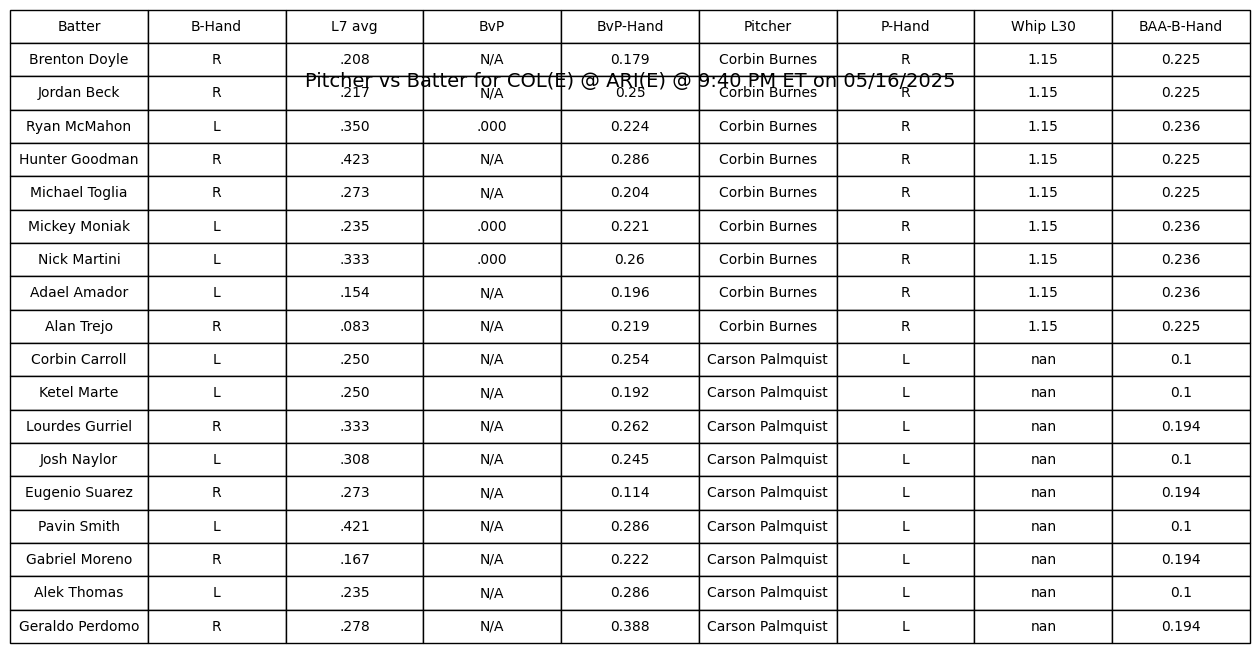 Batter B-Hand L7 avg BvP BvP-Hand Pitcher P-Hand Whip L30 BAA-B-Hand
Brenton Doyle R .208 N/A 0.179 Corbin Burnes R 1.15 0.225
Pitcher vs Batter for COL(E) @ ARI(E) @ 9:40 PM ET on 05/16/2025
Jordan Beck R .217 N/A 0.25 Corbin Burnes R 1.15 0.225
Ryan McMahon L .350 .000 0.224 Corbin Burnes R 1.15 0.236
Hunter Goodman R .423 N/A 0.286 Corbin Burnes R 1.15 0.225
Michael Toglia R .273 N/A 0.204 Corbin Burnes R 1.15 0.225
Mickey Moniak L .235 .000 0.221 Corbin Burnes R 1.15 0.236
Nick Martini L .333 .000 0.26 Corbin Burnes R 1.15 0.236
Adael Amador L .154 N/A 0.196 Corbin Burnes R 1.15 0.236
Alan Trejo R .083 N/A 0.219 Corbin Burnes R 1.15 0.225
Corbin Carroll L .250 N/A 0.254 Carson Palmquist L nan 0.1
Ketel Marte L .250 N/A 0.192 Carson Palmquist L nan 0.1
Lourdes Gurriel R .333 N/A 0.262 Carson Palmquist L nan 0.194
Josh Naylor L .308 N/A 0.245 Carson Palmquist L nan 0.1
Eugenio Suarez R .273 N/A 0.114 Carson Palmquist L nan 0.194
Pavin Smith L .421 N/A 0.286 Carson Palmquist L nan 0.1
Gabriel Moreno R .167 N/A 0.222 Carson Palmquist L nan 0.194
Alek Thomas L .235 N/A 0.286 Carson Palmquist L nan 0.1
Geraldo Perdomo R .278 N/A 0.388 Carson Palmquist L nan 0.194